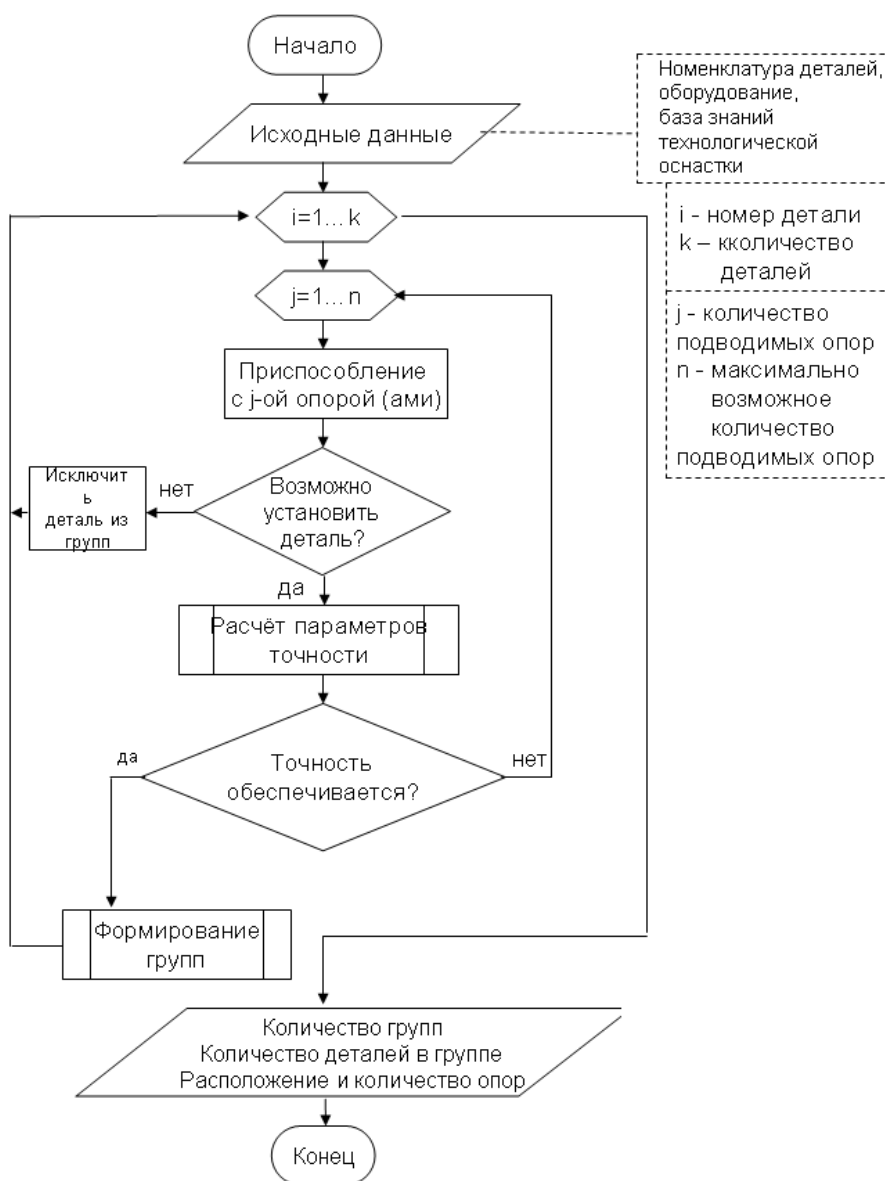 Начало
Номенклатура деталей,
оборудование,
база знаний
технологической
оснастки
Исходные данные
i=1... k
i - номер детали
k – кколичество
деталей
j=1... n
j - количество
подводимых опор
n - максимально
возможное
количество
подводимых опор
Приспособление
с j-ой опорой (ами)
Исключит
ь
деталь из
групп
нет
Возможно
установить
деталь?
да
Расчёт параметров
точности
да
Точность
обеспечивается?
нет
Формирование
групп
Количество групп
Количество деталей в группе
Расположение и количество опор
Конец